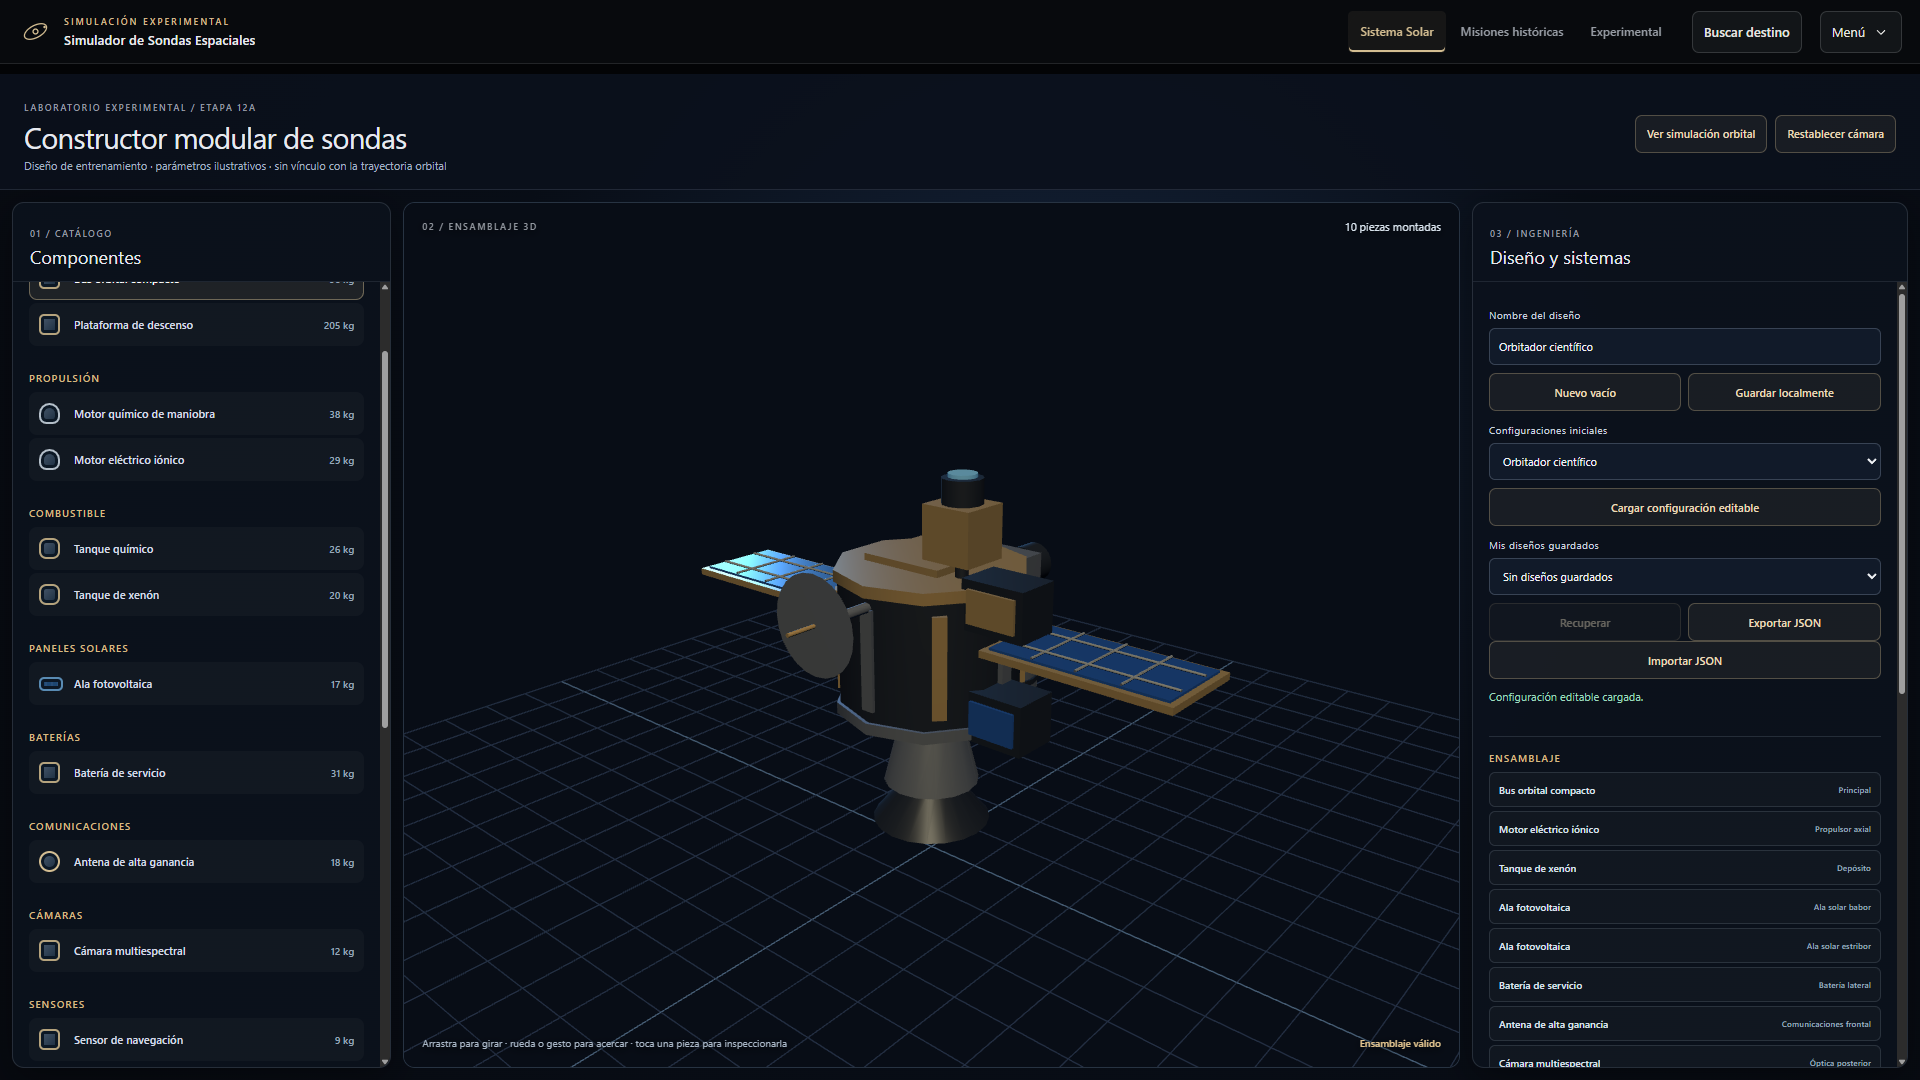 SIMULACIÓN EXPERIMENTAL
Simulador de Sondas Espaciales
Sistema Solar
Misiones históricas
Experimental
Buscar destino
Menú
LABORATORIO EXPERIMENTAL / ETAPA 12A
Constructor modular de sondas
Diseño de entrenamiento · parámetros ilustrativos · sin vínculo con la trayectoria orbital
Ver simulación orbital
Restablecer cámara
01 / CATÁLOGO
Componentes
Plataforma de descenso 205 kg
PROPULSIÓN
Motor químico de maniobra 38 kg
Motor eléctrico iónico 29 kg
COMBUSTIBLE
Tanque químico 26 kg
Tanque de xenón 20 kg
PANELES SOLARES
Ala fotovoltaica 17 kg
BATERÍAS
Batería de servicio 31 kg
COMUNICACIONES
Antena de alta ganancia 18 kg
CÁMARAS
Cámara multiespectral 12 kg
SENSORES
Sensor de navegación 9 kg
02 / ENSAMBLAJE 3D
10 piezas montadas
Arrastra para girar · rueda o gesto para acercar · toca una pieza para inspeccionarla
Ensamblaje válido
03 / INGENIERÍA
Diseño y sistemas
Nombre del diseño
Orbitador científico
Nuevo vacío
Guardar localmente
Configuraciones iniciales
Orbitador científico
Cargar configuración editable
Mis diseños guardados
Sin diseños guardados
Recuperar
Exportar JSON
Importar JSON
Configuración editable cargada.
ENSAMBLAJE
Bus orbital compacto Principal
Motor eléctrico iónico Propulsor axial
Tanque de xenón Depósito
Ala fotovoltaica Ala solar babor
Ala fotovoltaica Ala solar estribor
Batería de servicio Batería lateral
Antena de alta ganancia Comunicaciones frontal
Cámara multiespectral Óptica posterior